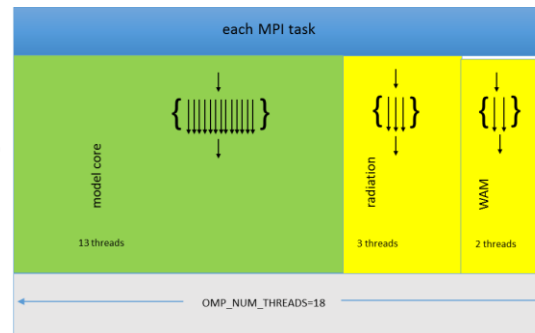 each MPI task
model core
radiation
WAM
13 threads
3 threads
2 threads
OMP_NUM_THREADS=18